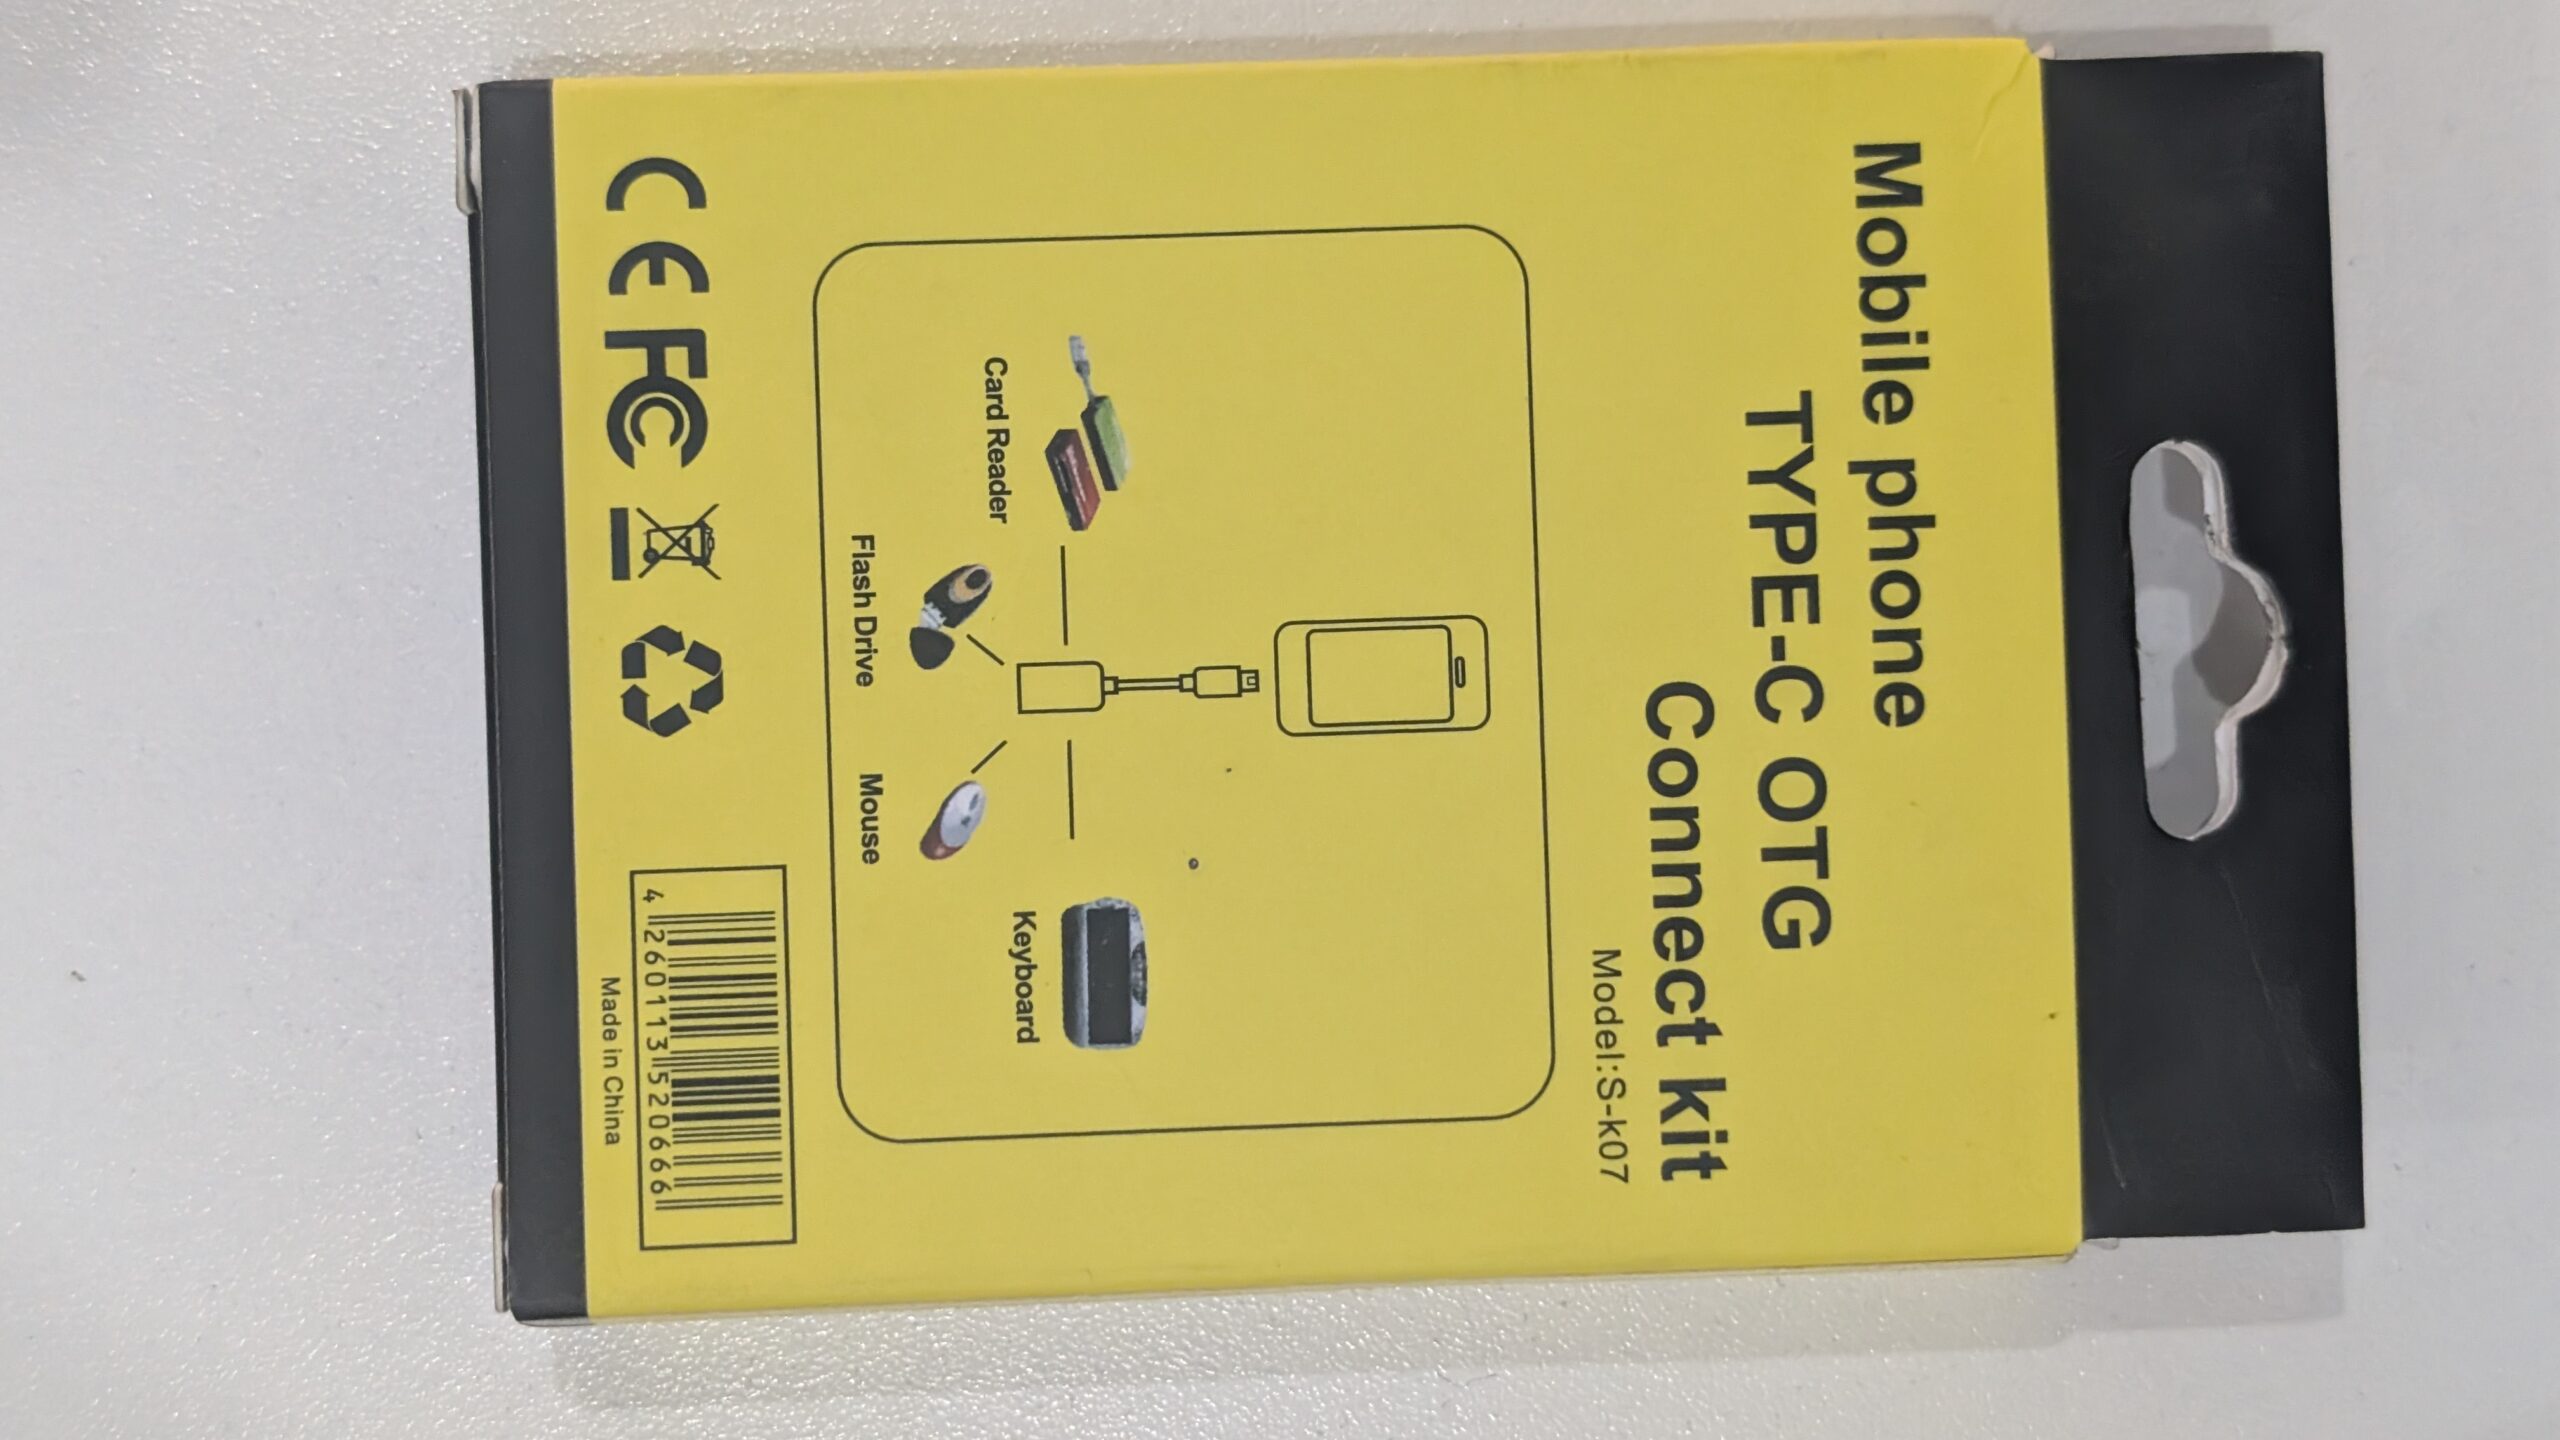 Mobile phone
TYPE-C OTG
Connect kit
Model:S-k07
Card Reader
Keyboard
Flash Drive
Mouse
CE FC
4 260113 520666
Made in China